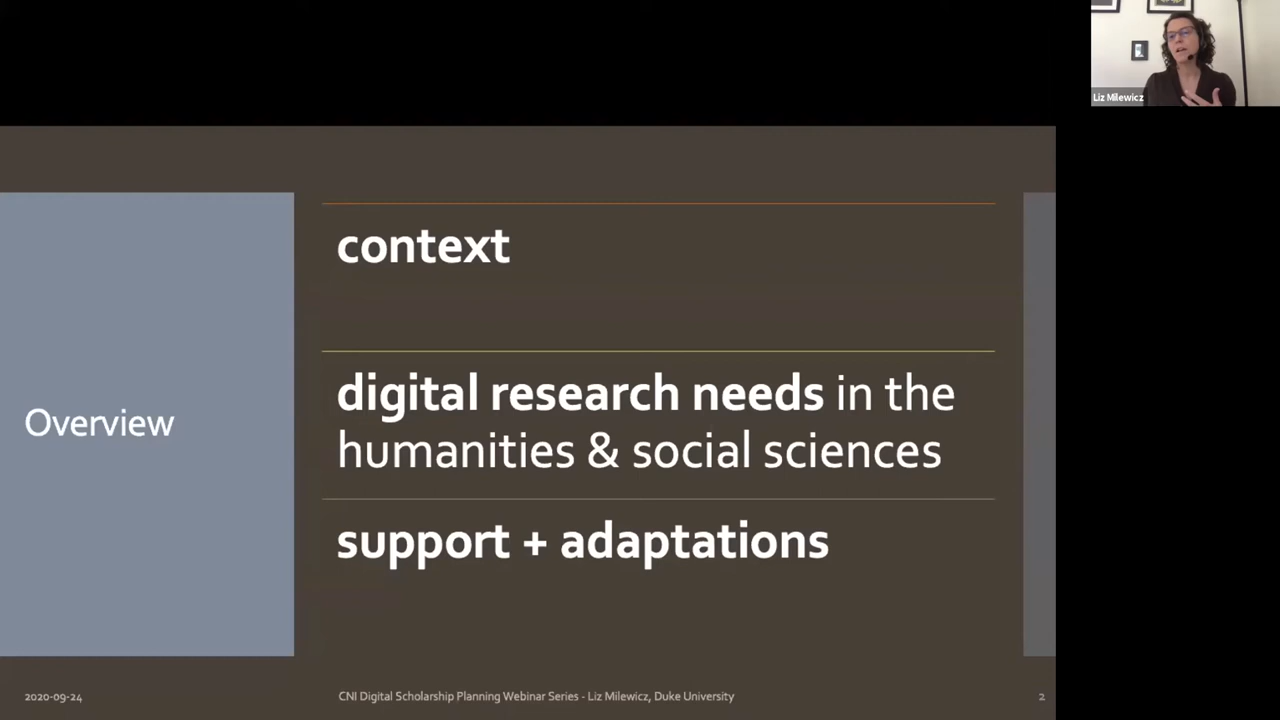 Liz Milewicz
context
digital research needs in the
humanities & social sciences
Overview
support + adaptations
2020-09-24
CNI Digital Scholarship Planning Webinar Series - Liz Milewicz, Duke University
2